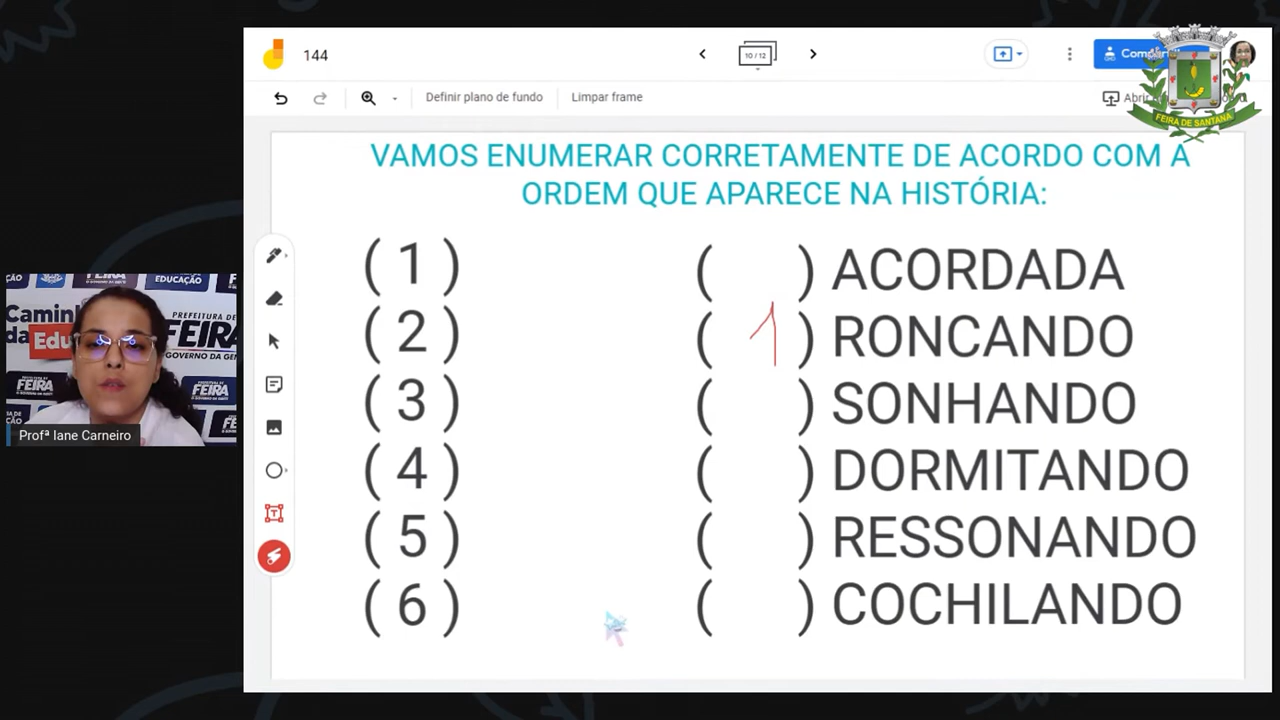 144
10 / 12
Definir plano de fundo
Limpar frame
FEIRA DE SANTANA
VAMOS ENUMERAR CORRETAMENTE DE ACORDO COM A
ORDEM QUE APARECE NA HISTÓRIA:
( 1 ) ( ) ACORDADA
( 2 ) ( 1 ) RONCANDO
( 3 ) ( ) SONHANDO
( 4 ) ( ) DORMITANDO
( 5 ) ( ) RESSONANDO
( 6 ) ( ) COCHILANDO
EDUCAÇÃO
PREFEITURA DE
FEIRA
Profª Iane Carneiro